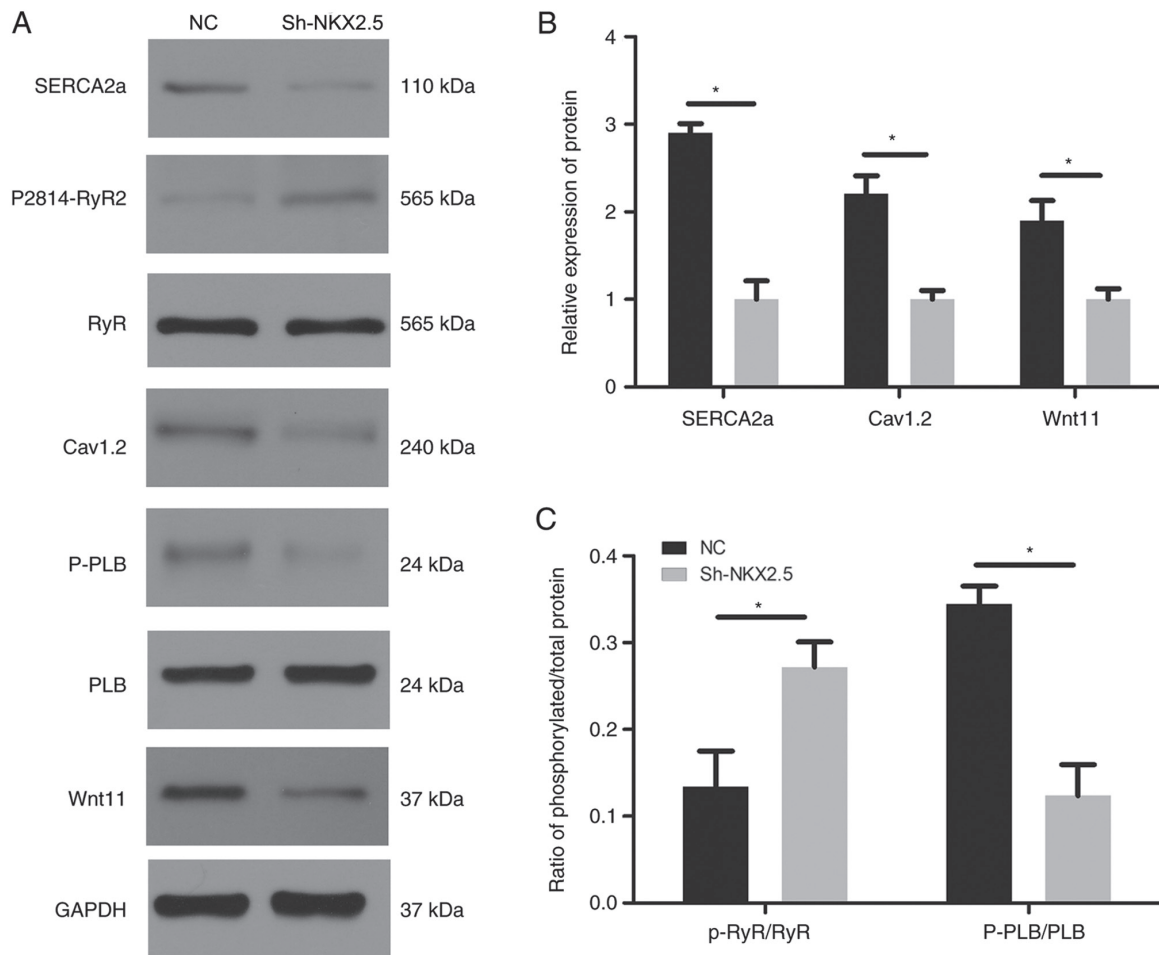 A
NC Sh-NKX2.5
SERCA2a 110 kDa
P2814-RyR2 565 kDa
RyR 565 kDa
Cav1.2 240 kDa
P-PLB 24 kDa
PLB 24 kDa
Wnt11 37 kDa
GAPDH 37 kDa
B
Relative expression of protein
4
3
2
1
0
* * *
SERCA2a Cav1.2 Wnt11
C
Ratio of phosphorylated/total protein
0.4
0.3
0.2
0.1
0.0
NC
Sh-NKX2.5
* *
p-RyR/RyR P-PLB/PLB